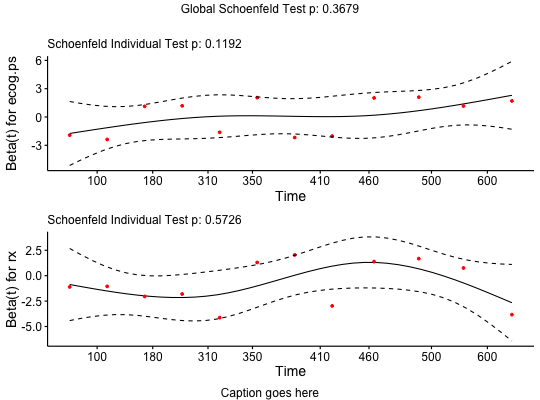 Global Schoenfeld Test p: 0.3679
Schoenfeld Individual Test p: 0.1192
Beta(t) for ecog.ps
6
3
0
-3
100 180 310 350 410 460 500 600
Time
Schoenfeld Individual Test p: 0.5726
Beta(t) for rx
2.5
0.0
-2.5
-5.0
100 180 310 350 410 460 500 600
Time
Caption goes here